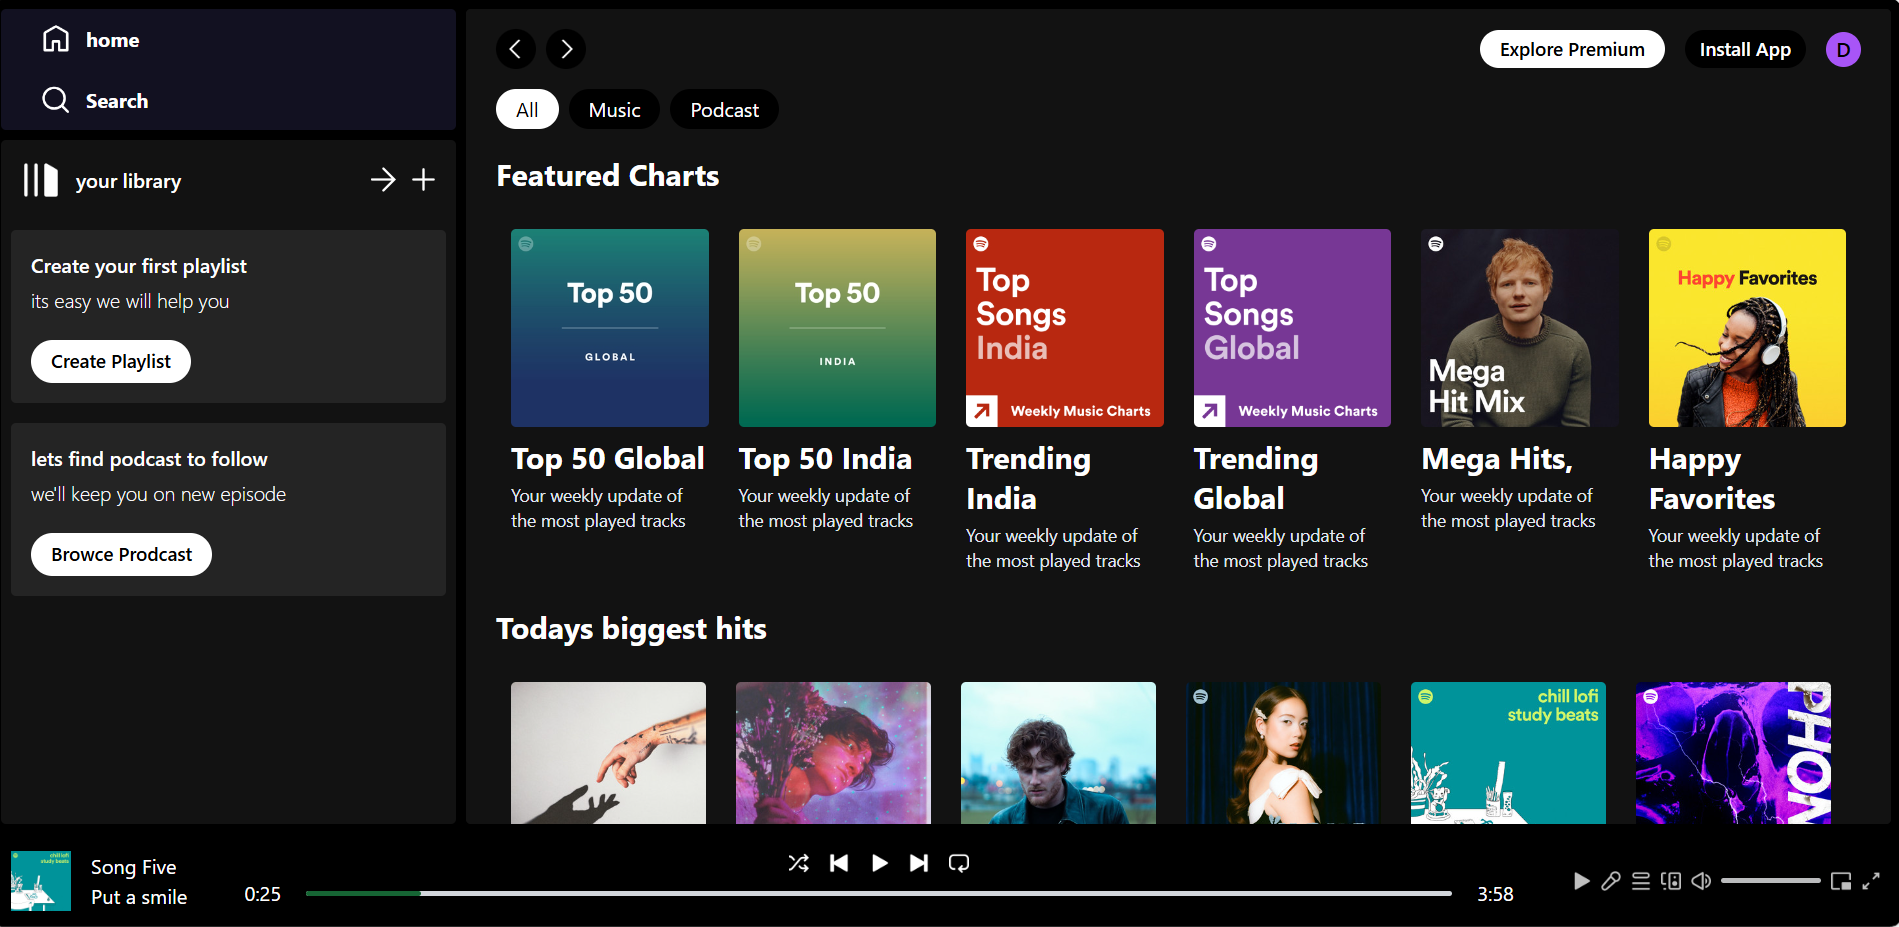 home
Search
your library
Create your first playlist
its easy we will help you
Create Playlist
lets find podcast to follow
we'll keep you on new episode
Browse Prodcast
Explore Premium
Install App
D
All
Music
Podcast
Featured Charts
Top 50
GLOBAL
Top 50 Global
Your weekly update of
the most played tracks
Top 50
INDIA
Top 50 India
Your weekly update of
the most played tracks
Top
Songs
India
Weekly Music Charts
Trending
India
Your weekly update of
the most played tracks
Top
Songs
Global
Weekly Music Charts
Trending
Global
Your weekly update of
the most played tracks
Mega
Hit Mix
Mega Hits,
Your weekly update of
the most played tracks
Happy Favorites
Happy
Favorites
Your weekly update of
the most played tracks
Todays biggest hits
chill lofi
study beats
PHON
chill lofi
study beats
Song Five
Put a smile
0:25
3:58